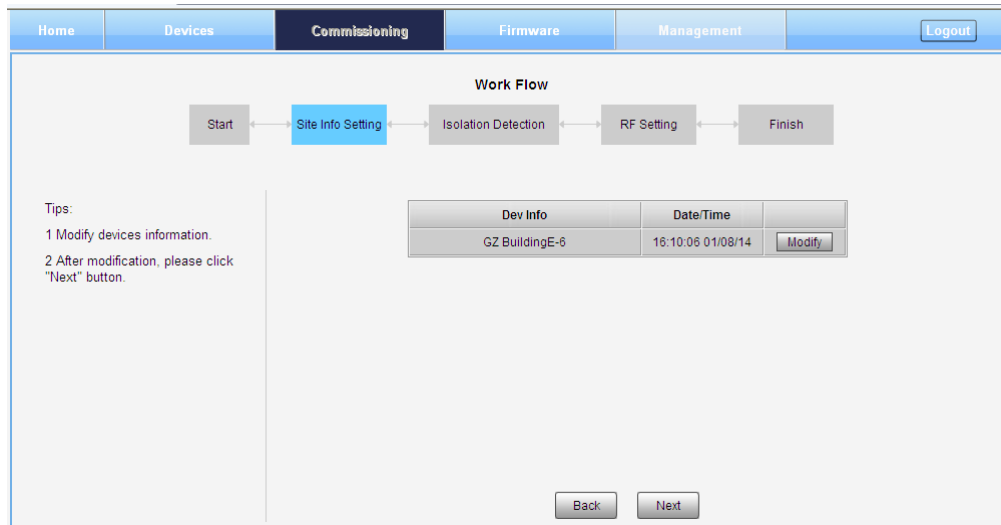 Home Devices Commissioning Firmware Management Logout
Work Flow
Start Site Info Setting Isolation Detection RF Setting Finish
Tips:
1 Modify devices information.
2 After modification, please click
"Next" button.
Dev Info Date/Time
GZ BuildingE-6 16:10:06 01/08/14 Modify
Back Next